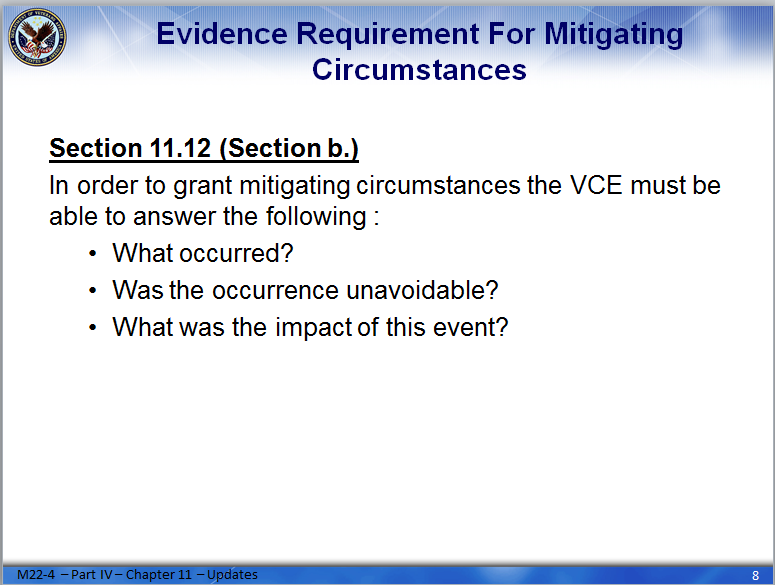 Evidence Requirement For Mitigating
Circumstances
Section 11.12 (Section b.)
In order to grant mitigating circumstances the VCE must be
able to answer the following :
• What occurred?
• Was the occurrence unavoidable?
• What was the impact of this event?
M22-4 – Part IV – Chapter 11 – Updates
8